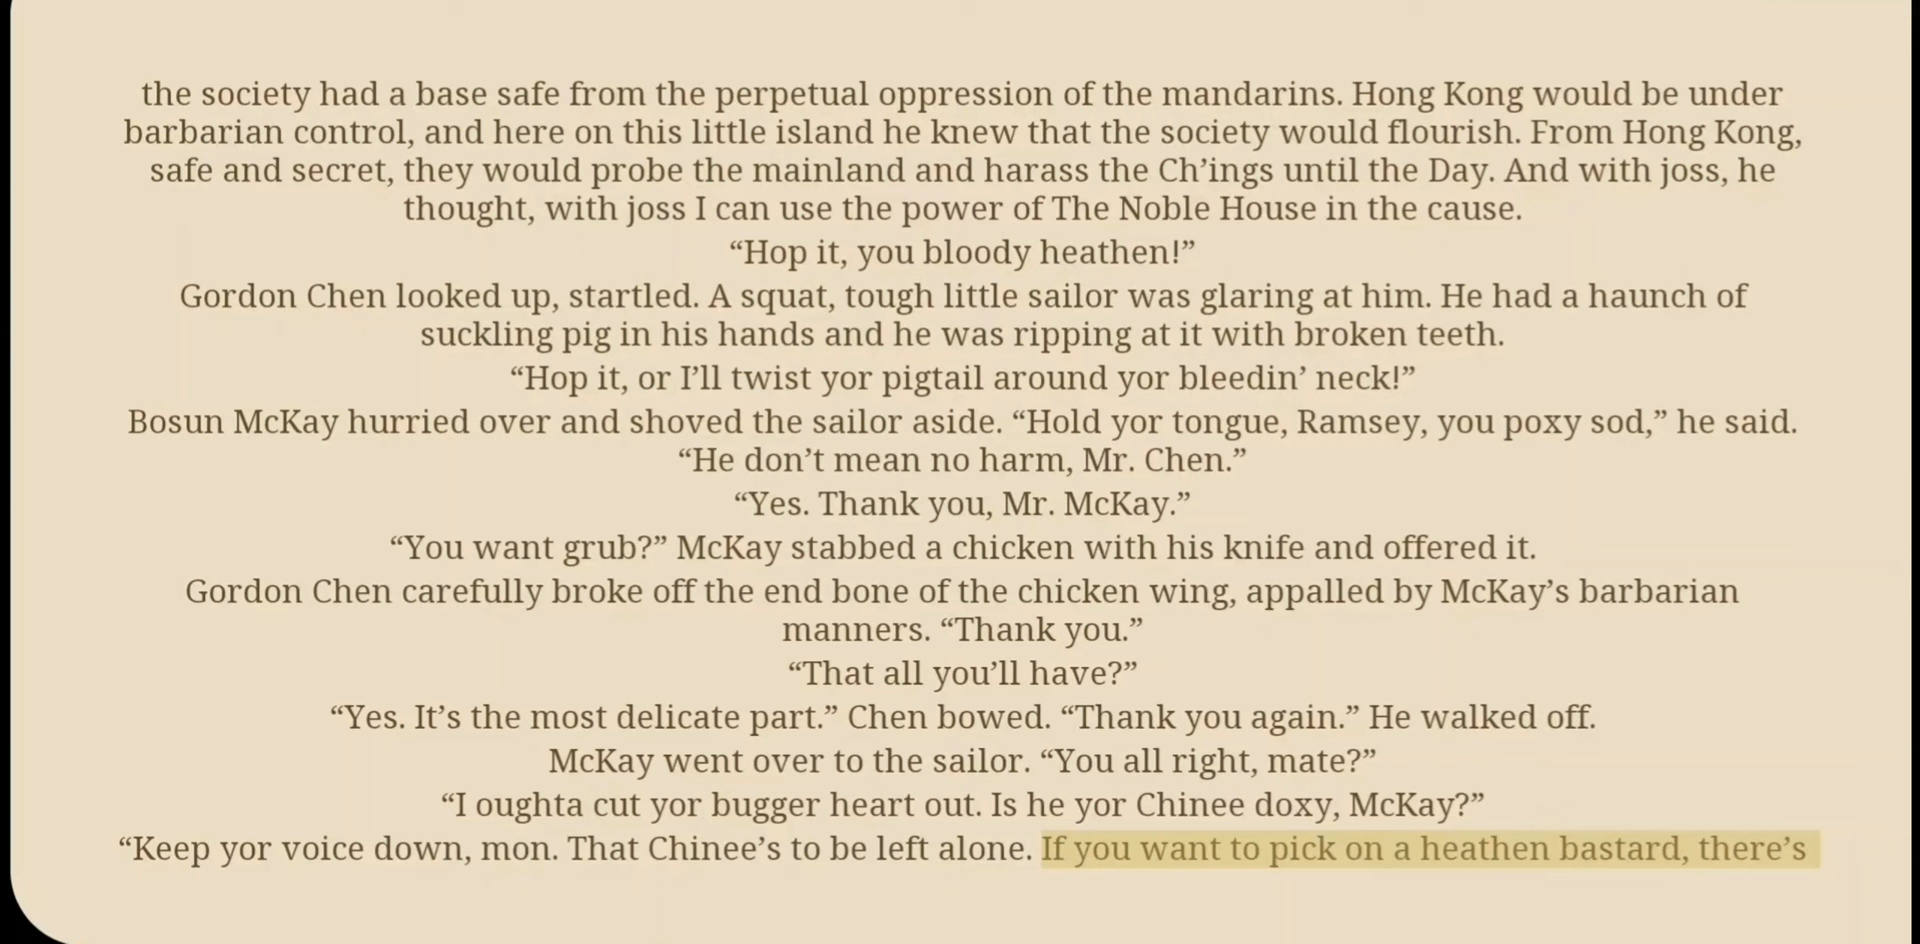 the society had a base safe from the perpetual oppression of the mandarins. Hong Kong would be under
barbarian control, and here on this little island he knew that the society would flourish. From Hong Kong,
safe and secret, they would probe the mainland and harass the Ch’ings until the Day. And with joss, he
thought, with joss I can use the power of The Noble House in the cause.
“Hop it, you bloody heathen!”
Gordon Chen looked up, startled. A squat, tough little sailor was glaring at him. He had a haunch of
suckling pig in his hands and he was ripping at it with broken teeth.
“Hop it, or I’ll twist yor pigtail around yor bleedin’ neck!”
Bosun McKay hurried over and shoved the sailor aside. “Hold yor tongue, Ramsey, you poxy sod,” he said.
“He don’t mean no harm, Mr. Chen.”
“Yes. Thank you, Mr. McKay.”
“You want grub?” McKay stabbed a chicken with his knife and offered it.
Gordon Chen carefully broke off the end bone of the chicken wing, appalled by McKay’s barbarian
manners. “Thank you.”
“That all you’ll have?”
“Yes. It’s the most delicate part.” Chen bowed. “Thank you again.” He walked off.
McKay went over to the sailor. “You all right, mate?”
“I oughta cut yor bugger heart out. Is he yor Chinee doxy, McKay?”
“Keep yor voice down, mon. That Chinee’s to be left alone. If you want to pick on a heathen bastard, there’s